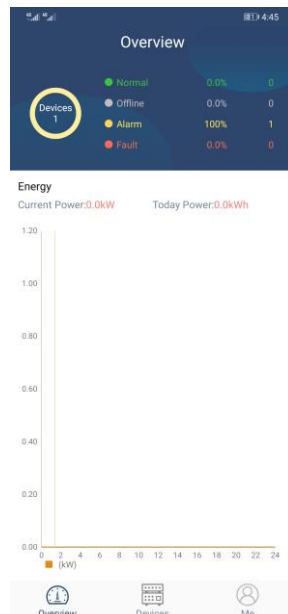 4:45
Overview
Devices
1
Normal 0.0% 0
Offline 0.0% 0
Alarm 100% 1
Fault 0.0% 0
Energy
Current Power:0.0kW Today Power:0.0kWh
1.20
1.00
0.80
0.60
0.40
0.20
0.00
0 2 4 6 8 10 12 14 16 18 20 22 24
(kW)
Overview Devices Me